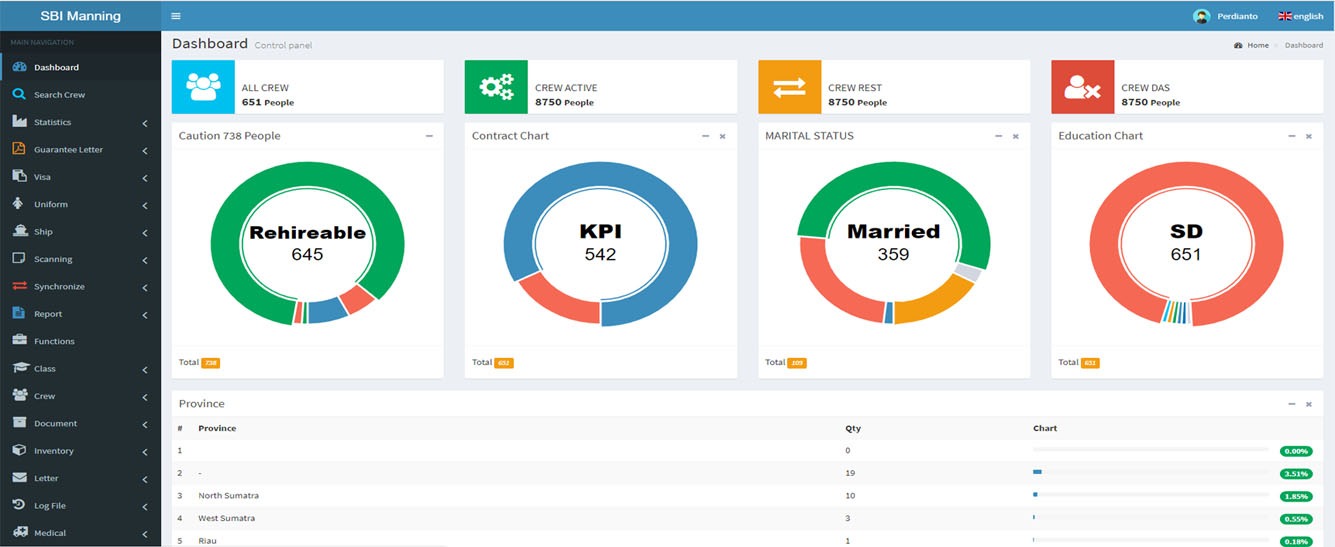 SBI Manning
Perdianto
english
MAIN NAVIGATION
Dashboard
Search Crew
Statistics
Guarantee Letter
Visa
Uniform
Ship
Scanning
Synchronize
Report
Functions
Class
Crew
Document
Inventory
Letter
Log File
Medical
Dashboard Control panel
Home > Dashboard
ALL CREW
651 People
CREW ACTIVE
8750 People
CREW REST
8750 People
CREW DAS
8750 People
Caution 738 People
Rehireable
645
Total 738
Contract Chart
KPI
542
Total 651
MARITAL STATUS
Married
359
Total
Education Chart
SD
651
Total 651
Province
# Province Qty Chart
1 0 0.00%
2 - 19 3.51%
3 North Sumatra 10 1.85%
4 West Sumatra 3 0.55%
5 Riau 1 0.18%